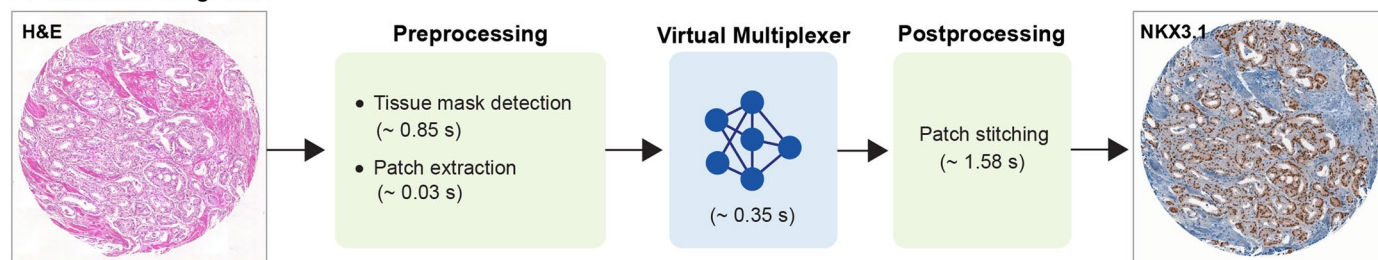 H&E
Preprocessing
• Tissue mask detection
(~ 0.85 s)
• Patch extraction
(~ 0.03 s)
Virtual Multiplexer
(~ 0.35 s)
Postprocessing
Patch stitching
(~ 1.58 s)
NKX3.1